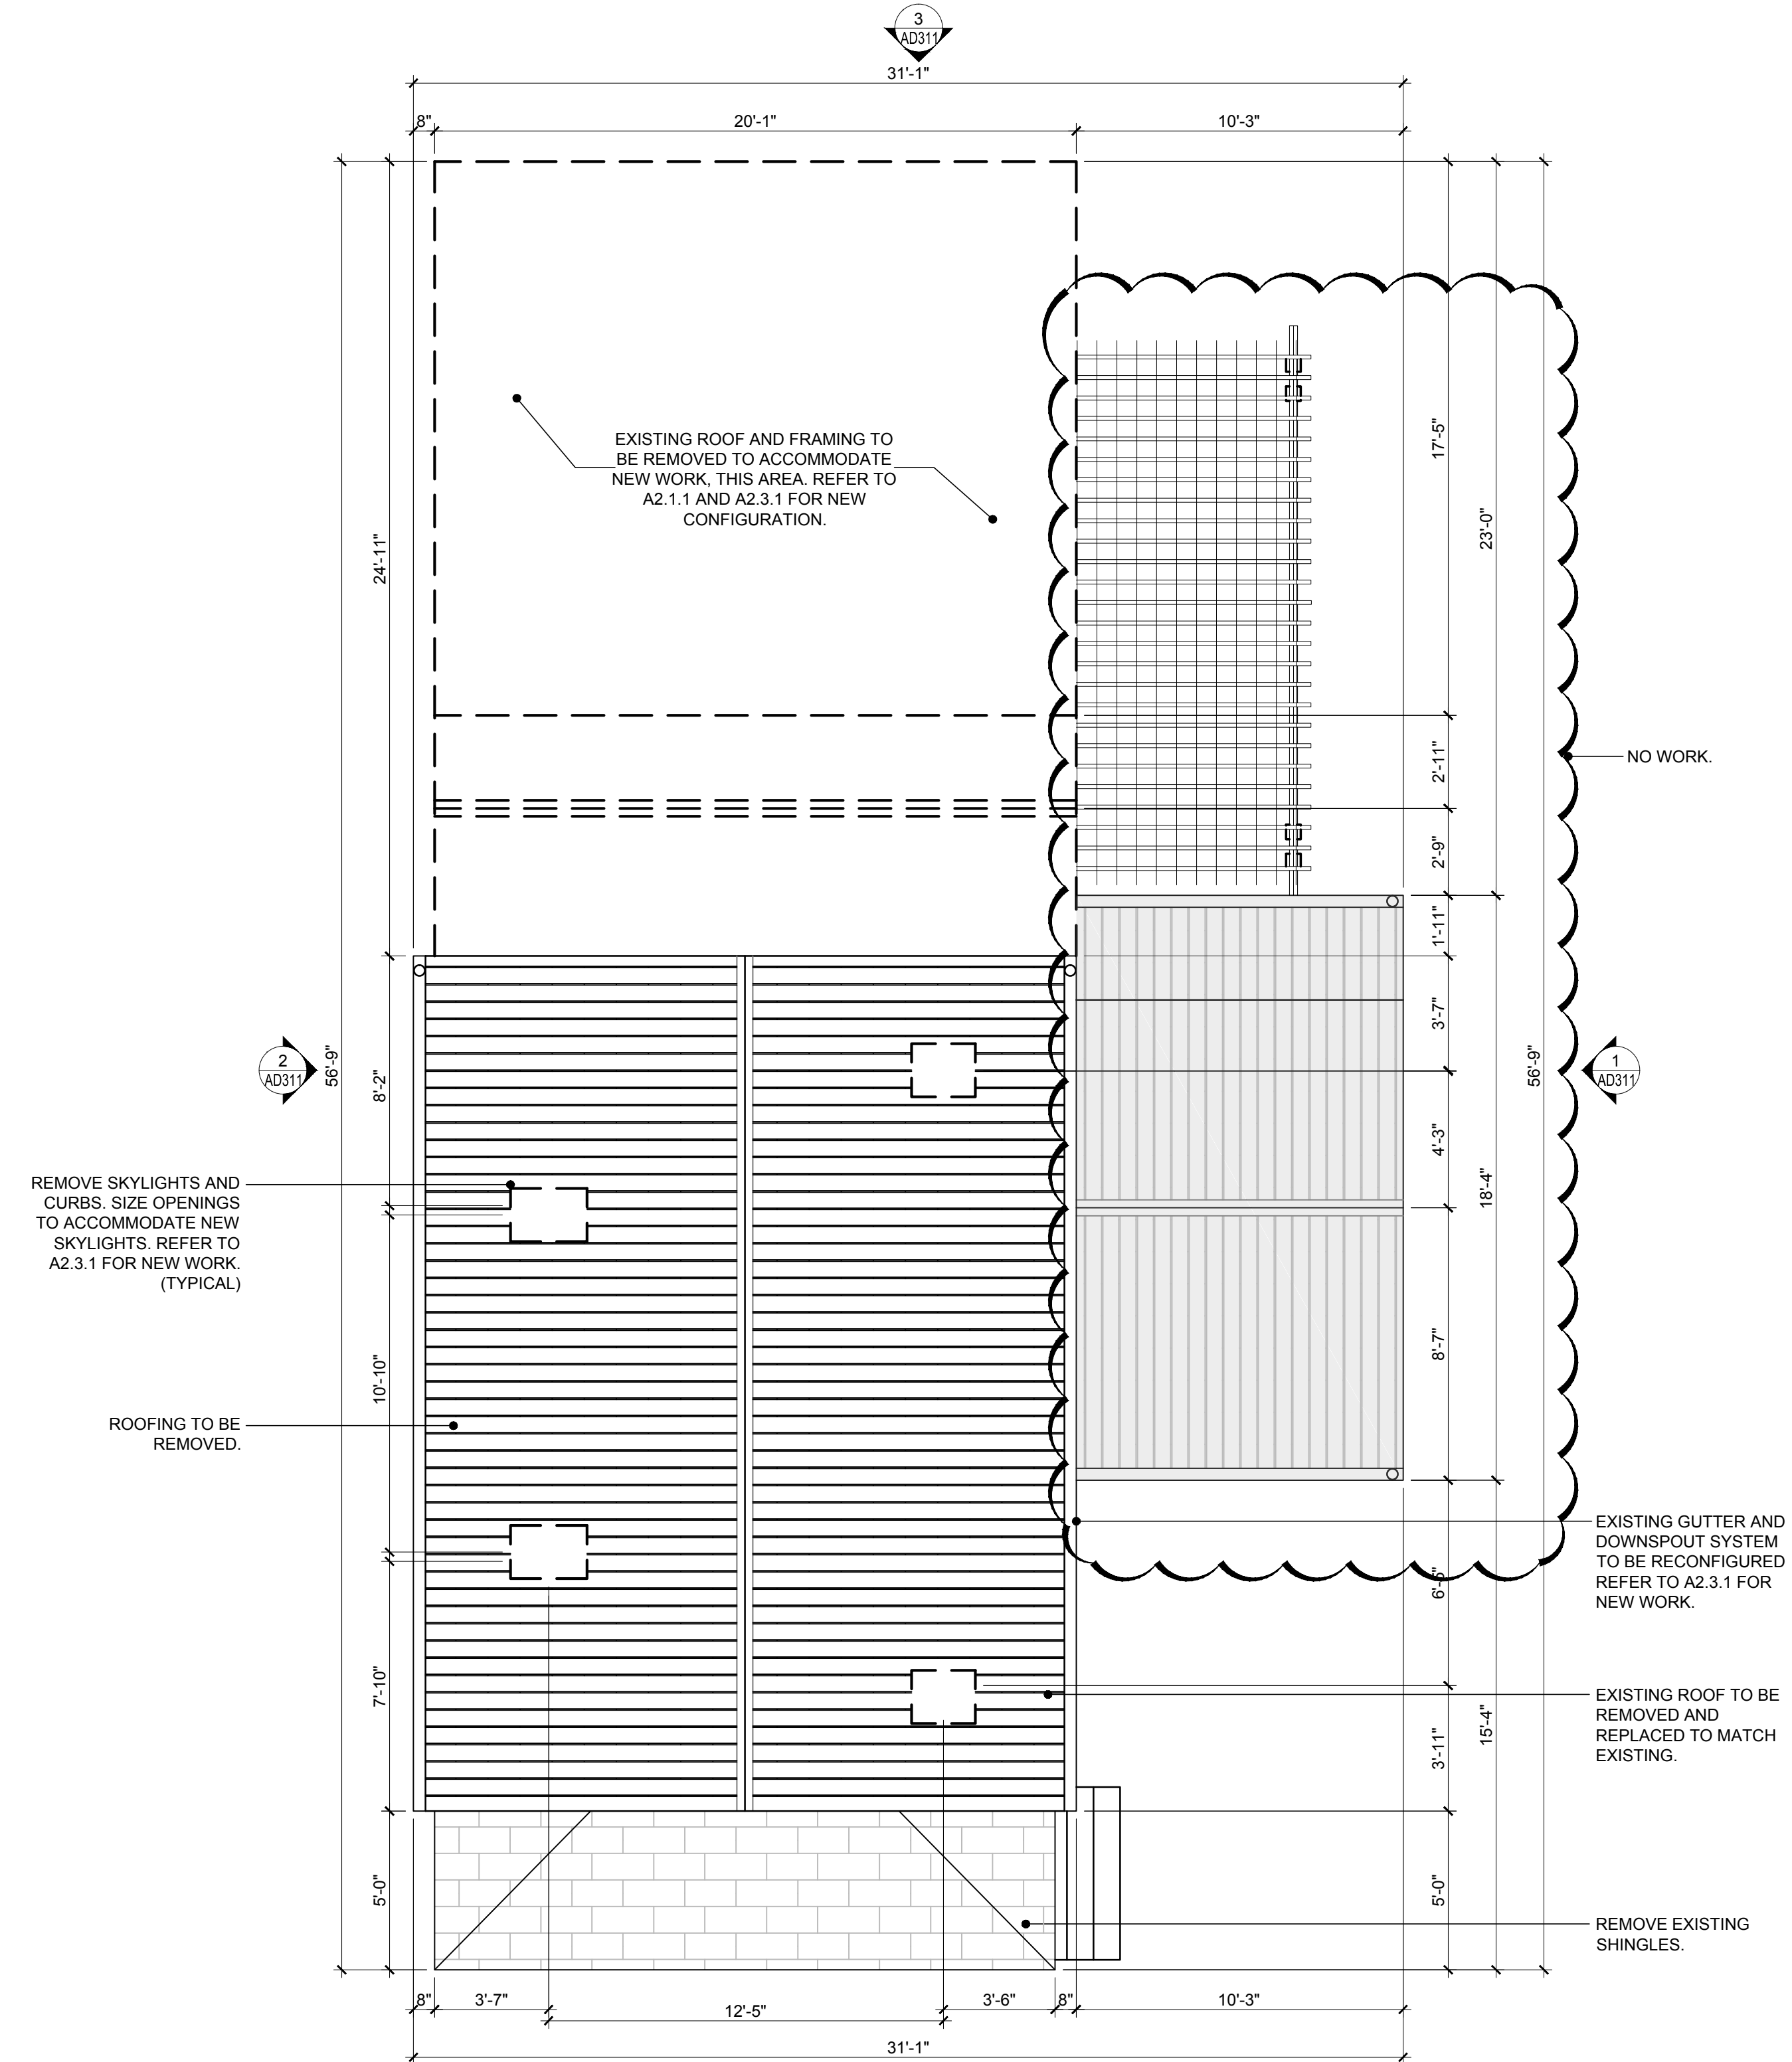 3
AD311
31'-1"
8"
20'-1"
10'-3"
EXISTING ROOF AND FRAMING TO
BE REMOVED TO ACCOMMODATE
NEW WORK, THIS AREA. REFER TO
A2.1.1 AND A2.3.1 FOR NEW
CONFIGURATION.
24'-11"
17'-5"
23'-0"
2'-11"
NO WORK.
2'-9"
1'-11"
3'-7"
2
AD311
56'-9"
8'-2"
56'-9"
1
AD311
4'-3"
18'-4"
REMOVE SKYLIGHTS AND
CURBS. SIZE OPENINGS
TO ACCOMMODATE NEW
SKYLIGHTS. REFER TO
A2.3.1 FOR NEW WORK.
(TYPICAL)
8'-7"
10'-10"
ROOFING TO BE
REMOVED.
EXISTING GUTTER AND
DOWNSPOUT SYSTEM
TO BE RECONFIGURED
REFER TO A2.3.1 FOR
NEW WORK.
7'-10"
EXISTING ROOF TO BE
REMOVED AND
REPLACED TO MATCH
EXISTING.
3'-11"
15'-4"
5'-0"
5'-0"
REMOVE EXISTING
SHINGLES.
8"
3'-7"
12'-5"
3'-6"
8"
10'-3"
31'-1"